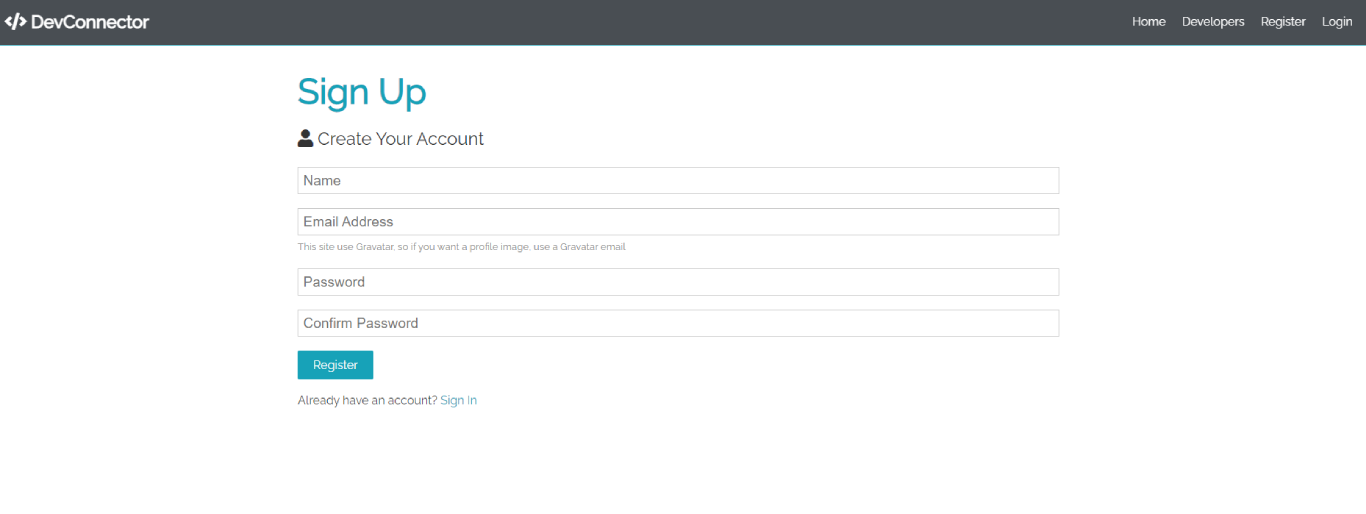 DevConnector
Home Developers Register Login
Sign Up
Create Your Account
Name
Email Address
This site use Gravatar, so if you want a profile image, use a Gravatar email
Password
Confirm Password
Register
Already have an account? Sign In